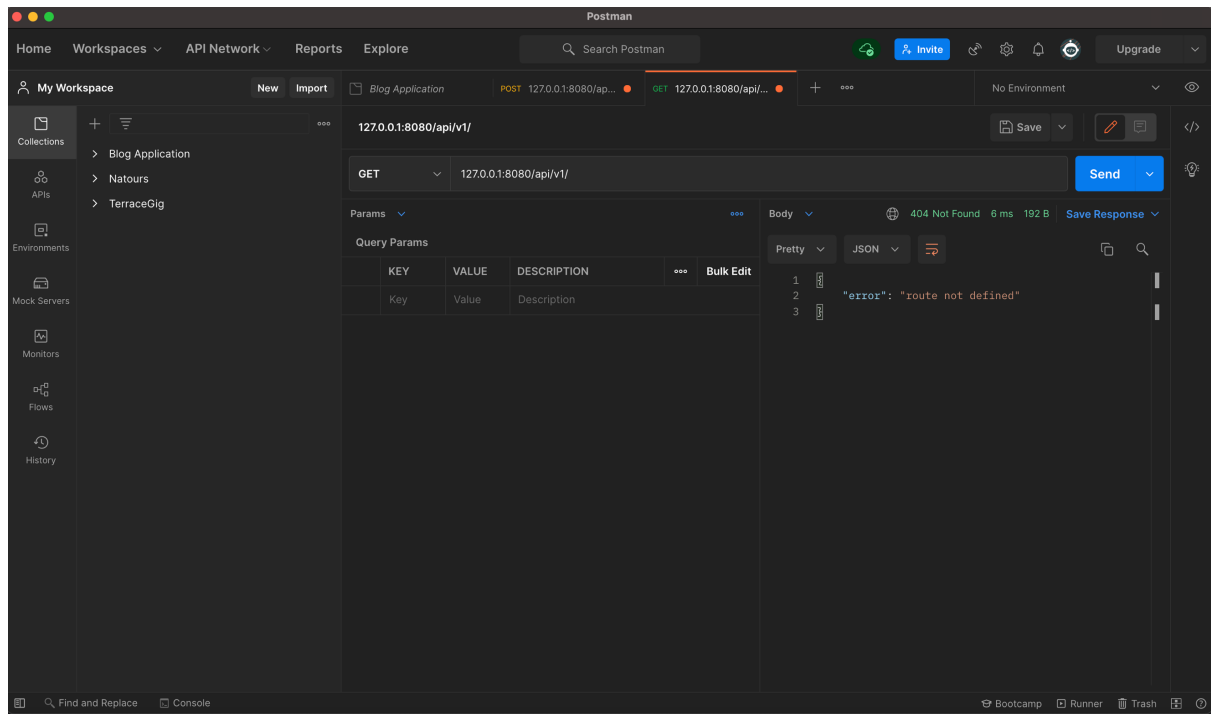 Postman
Home Workspaces API Network Reports Explore Search Postman Invite Upgrade
My Workspace New Import Blog Application POST 127.0.0.1:8080/ap... GET 127.0.0.1:8080/api/... No Environment
Collections
APIs
Environments
Mock Servers
Monitors
Flows
History
Blog Application
Natours
TerraceGig
127.0.0.1:8080/api/v1/ Save
GET 127.0.0.1:8080/api/v1/ Send
Params
Query Params
KEY VALUE DESCRIPTION Bulk Edit
Key Value Description
Body 404 Not Found 6 ms 192 B Save Response
Pretty JSON
1 {
2 "error": "route not defined"
3 }
Find and Replace Console Bootcamp Runner Trash